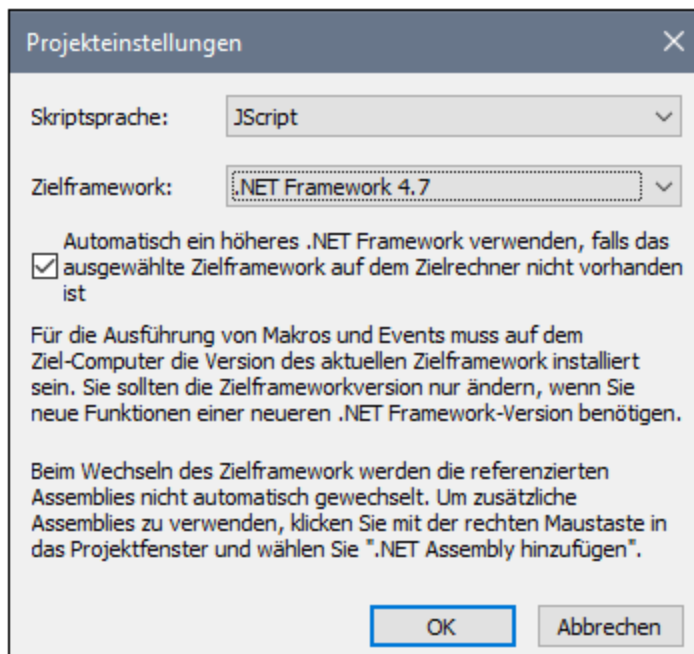 Projekteinstellungen
Skriptsprache: JScript
Zielframework: .NET Framework 4.7
Automatisch ein höheres .NET Framework verwenden, falls das
ausgewählte Zielframework auf dem Zielrechner nicht vorhanden
ist
Für die Ausführung von Makros und Events muss auf dem
Ziel-Computer die Version des aktuellen Zielframework installiert
sein. Sie sollten die Zielframeworkversion nur ändern, wenn Sie
neue Funktionen einer neueren .NET Framework-Version benötigen.
Beim Wechseln des Zielframework werden die referenzierten
Assemblies nicht automatisch gewechselt. Um zusätzliche
Assemblies zu verwenden, klicken Sie mit der rechten Maustaste in
das Projektfenster und wählen Sie ".NET Assembly hinzufügen".
OK Abbrechen